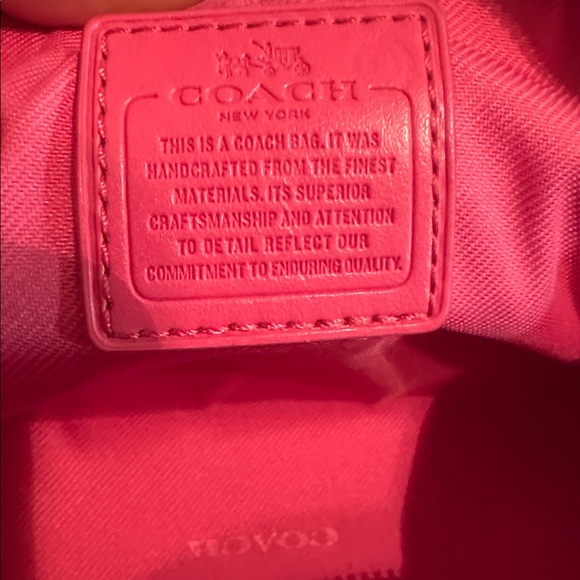 COACH
NEW YORK
THIS IS A COACH BAG. IT WAS
HANDCRAFTED FROM THE FINEST
MATERIALS. ITS SUPERIOR
CRAFTSMANSHIP AND ATTENTION
TO DETAIL REFLECT OUR
COMMITMENT TO ENDURING QUALITY.
COACH